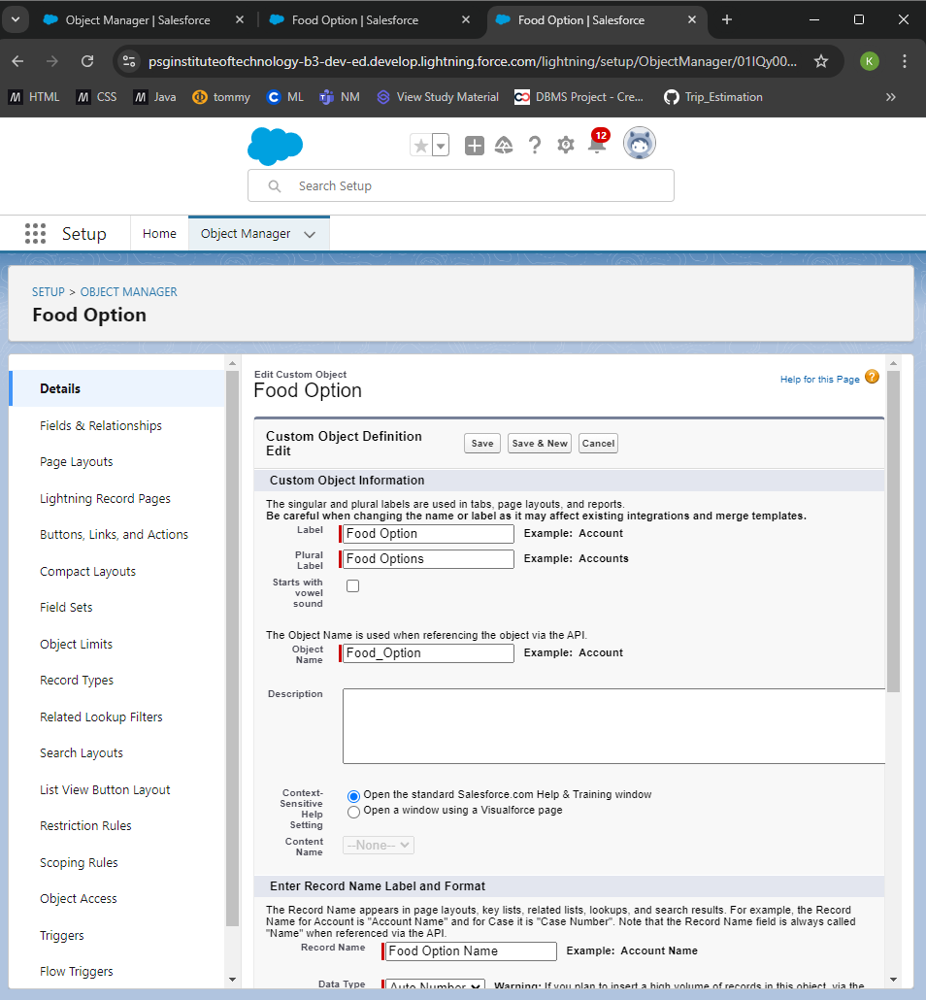 Object Manager | Salesforce
Food Option | Salesforce
Food Option | Salesforce
psginstituteoftechnology-b3-dev-ed.develop.lightning.force.com/lightning/setup/ObjectManager/01IQy00...
K
HTML
CSS
Java
tommy
ML
NM
View Study Material
DBMS Project - Cre...
Trip_Estimation
12
Search Setup
Setup
Home
Object Manager
SETUP > OBJECT MANAGER
Food Option
Details
Fields & Relationships
Page Layouts
Lightning Record Pages
Buttons, Links, and Actions
Compact Layouts
Field Sets
Object Limits
Record Types
Related Lookup Filters
Search Layouts
List View Button Layout
Restriction Rules
Scoping Rules
Object Access
Triggers
Flow Triggers
Edit Custom Object
Food Option
Help for this Page ?
Custom Object Definition
Edit
Save
Save & New
Cancel
Custom Object Information
The singular and plural labels are used in tabs, page layouts, and reports.
Be careful when changing the name or label as it may affect existing integrations and merge templates.
Label Food Option Example: Account
Plural
Label Food Options Example: Accounts
Starts with
vowel
sound
The Object Name is used when referencing the object via the API.
Object
Name Food_Option Example: Account
Description
Context-
Sensitive
Help
Setting
Open the standard Salesforce.com Help & Training window
Open a window using a Visualforce page
Content
Name --None--
Enter Record Name Label and Format
The Record Name appears in page layouts, key lists, related lists, lookups, and search results. For example, the Record
Name for Account is "Account Name" and for Case it is "Case Number". Note that the Record Name field is always called
"Name" when referenced via the API.
Record Name Food Option Name Example: Account Name
Data Type Auto Number Warning: If you plan to insert a high volume of records in this object, via the